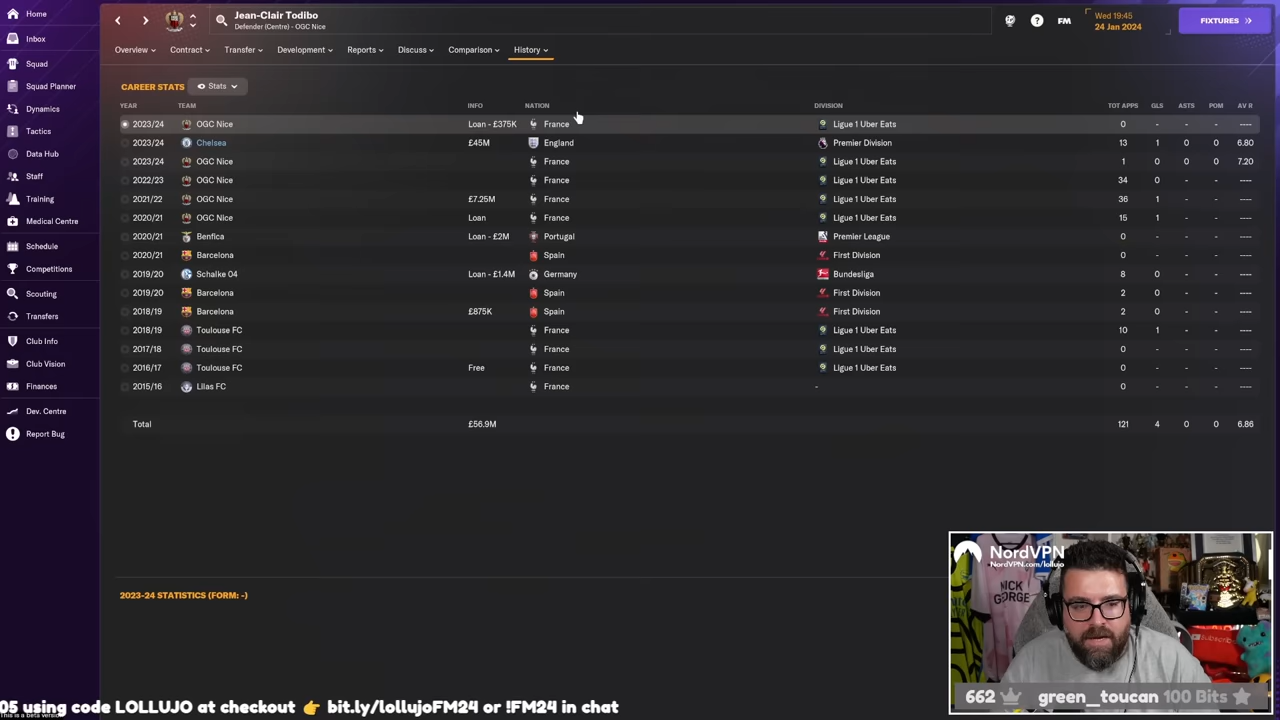 Home
Inbox
Squad
Squad Planner
Dynamics
Tactics
Data Hub
Staff
Training
Medical Centre
Schedule
Competitions
Scouting
Transfers
Club Info
Club Vision
Finances
Dev. Centre
Report Bug
Jean-Clair Todibo
Defender (Centre) - OGC Nice
FM
Wed 19:45
24 Jan 2024
FIXTURES
Overview Contract Transfer Development Reports Discuss Comparison History
CAREER STATS Stats
YEAR TEAM INFO NATION DIVISION TOT APPS GLS ASTS POM AV R
2023/24 OGC Nice Loan - £375K France Ligue 1 Uber Eats 0 - - - ----
2023/24 Chelsea £45M England Premier Division 13 1 0 0 6.80
2023/24 OGC Nice France Ligue 1 Uber Eats 1 0 0 0 7.20
2022/23 OGC Nice France Ligue 1 Uber Eats 34 0 - - ----
2021/22 OGC Nice £7.25M France Ligue 1 Uber Eats 36 1 - - ----
2020/21 OGC Nice Loan France Ligue 1 Uber Eats 15 1 - - ----
2020/21 Benfica Loan - £2M Portugal Premier League 0 - - - ----
2020/21 Barcelona Spain First Division 0 - - - ----
2019/20 Schalke 04 Loan - £1.4M Germany Bundesliga 8 0 - - ----
2019/20 Barcelona Spain First Division 2 0 - - ----
2018/19 Barcelona £875K Spain First Division 2 0 - - ----
2018/19 Toulouse FC France Ligue 1 Uber Eats 10 1 - - ----
2017/18 Toulouse FC France Ligue 1 Uber Eats 0 - - - ----
2016/17 Toulouse FC Free France Ligue 1 Uber Eats 0 - - - ----
2015/16 Lilas FC France - 0 - - - ----
Total £56.9M 121 4 0 0 6.86
2023-24 STATISTICS (FORM: -)
NordVPN
NordVPN.com/lollujo
NICK
GEORGE
662 green_toucan 100 Bits
05 using code LOLLUJO at checkout 👉 bit.ly/lollujoFM24 or !FM24 in chat
This is a beta version